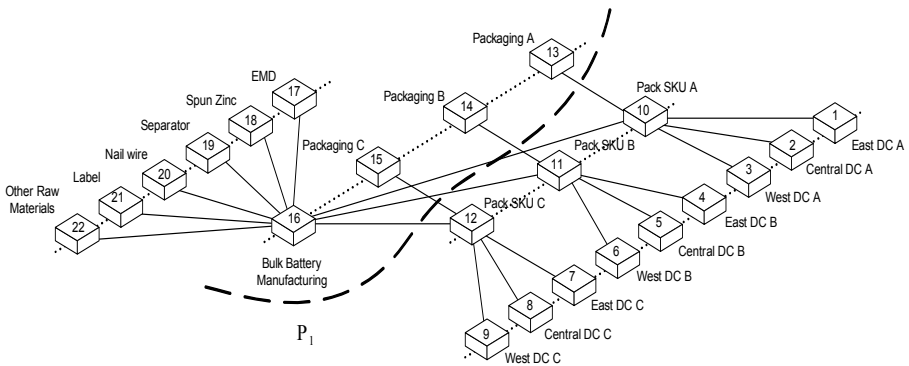 Packaging A
13
Pack SKU A
EMD
17
10
Packaging B
1
Spun Zinc
14
East DC A
18
2
Separator
Pack SKU B
Central DC A
19
Packaging C
11
3
Nail wire
15
West DC A
20
4
Label
Pack SKU C
East DC B
21
12
5
Other Raw
Materials
16
Central DC B
22
6
Bulk Battery
Manufacturing
West DC B
7
East DC C
8
Central DC C
P1
9
West DC C